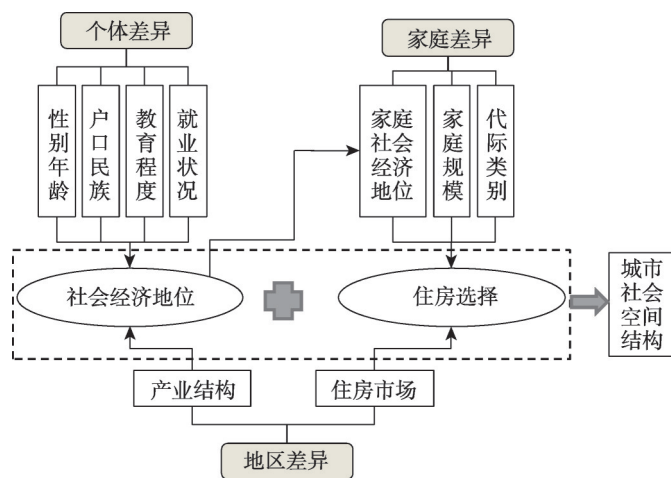 个体差异
家庭差异
性别年龄
户口民族
教育程度
就业状况
家庭
社会
经济
地位
家庭规模
代际类别
社会经济地位
住房选择
城市
社会
空间
结构
产业结构
住房市场
地区差异